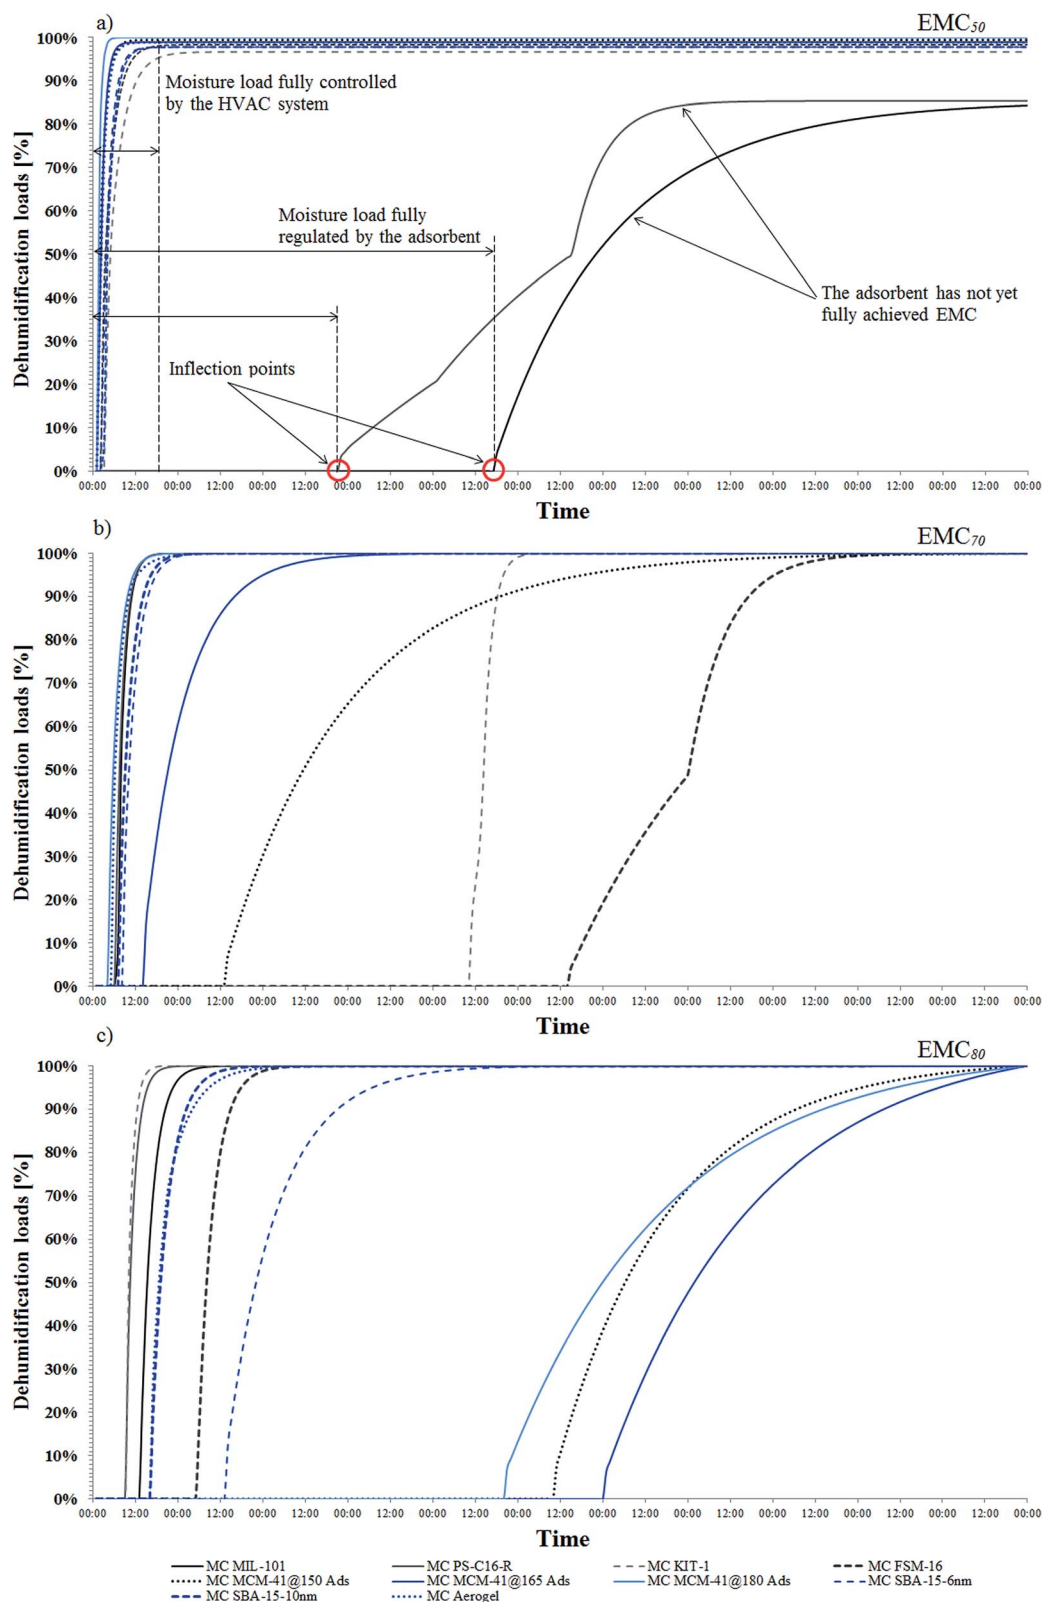 a)
EMC50
100%
90%
80%
70%
60%
50%
40%
30%
20%
10%
0%
Dehumidification loads [%]
Moisture load fully controlled
by the HVAC system
Moisture load fully
regulated by the adsorbent
The adsorbent has not yet
fully achieved EMC
Inflection points
00:00 12:00 00:00 12:00 00:00 12:00 00:00 12:00 00:00 12:00 00:00 12:00 00:00 12:00 00:00 12:00 00:00 12:00 00:00 12:00 00:00 12:00 00:00
Time
b)
EMC70
100%
90%
80%
70%
60%
50%
40%
30%
20%
10%
0%
Dehumidification loads [%]
00:00 12:00 00:00 12:00 00:00 12:00 00:00 12:00 00:00 12:00 00:00 12:00 00:00 12:00 00:00 12:00 00:00 12:00 00:00 12:00 00:00 12:00 00:00
Time
c)
EMC80
100%
90%
80%
70%
60%
50%
40%
30%
20%
10%
0%
Dehumidification loads [%]
00:00 12:00 00:00 12:00 00:00 12:00 00:00 12:00 00:00 12:00 00:00 12:00 00:00 12:00 00:00 12:00 00:00 12:00 00:00 12:00 00:00 12:00 00:00
Time
MC MIL-101 MC PS-C16-R MC KIT-1 MC FSM-16
MC MCM-41@150 Ads MC MCM-41@165 Ads MC MCM-41@180 Ads MC SBA-15-6nm
MC SBA-15-10nm MC Aerogel